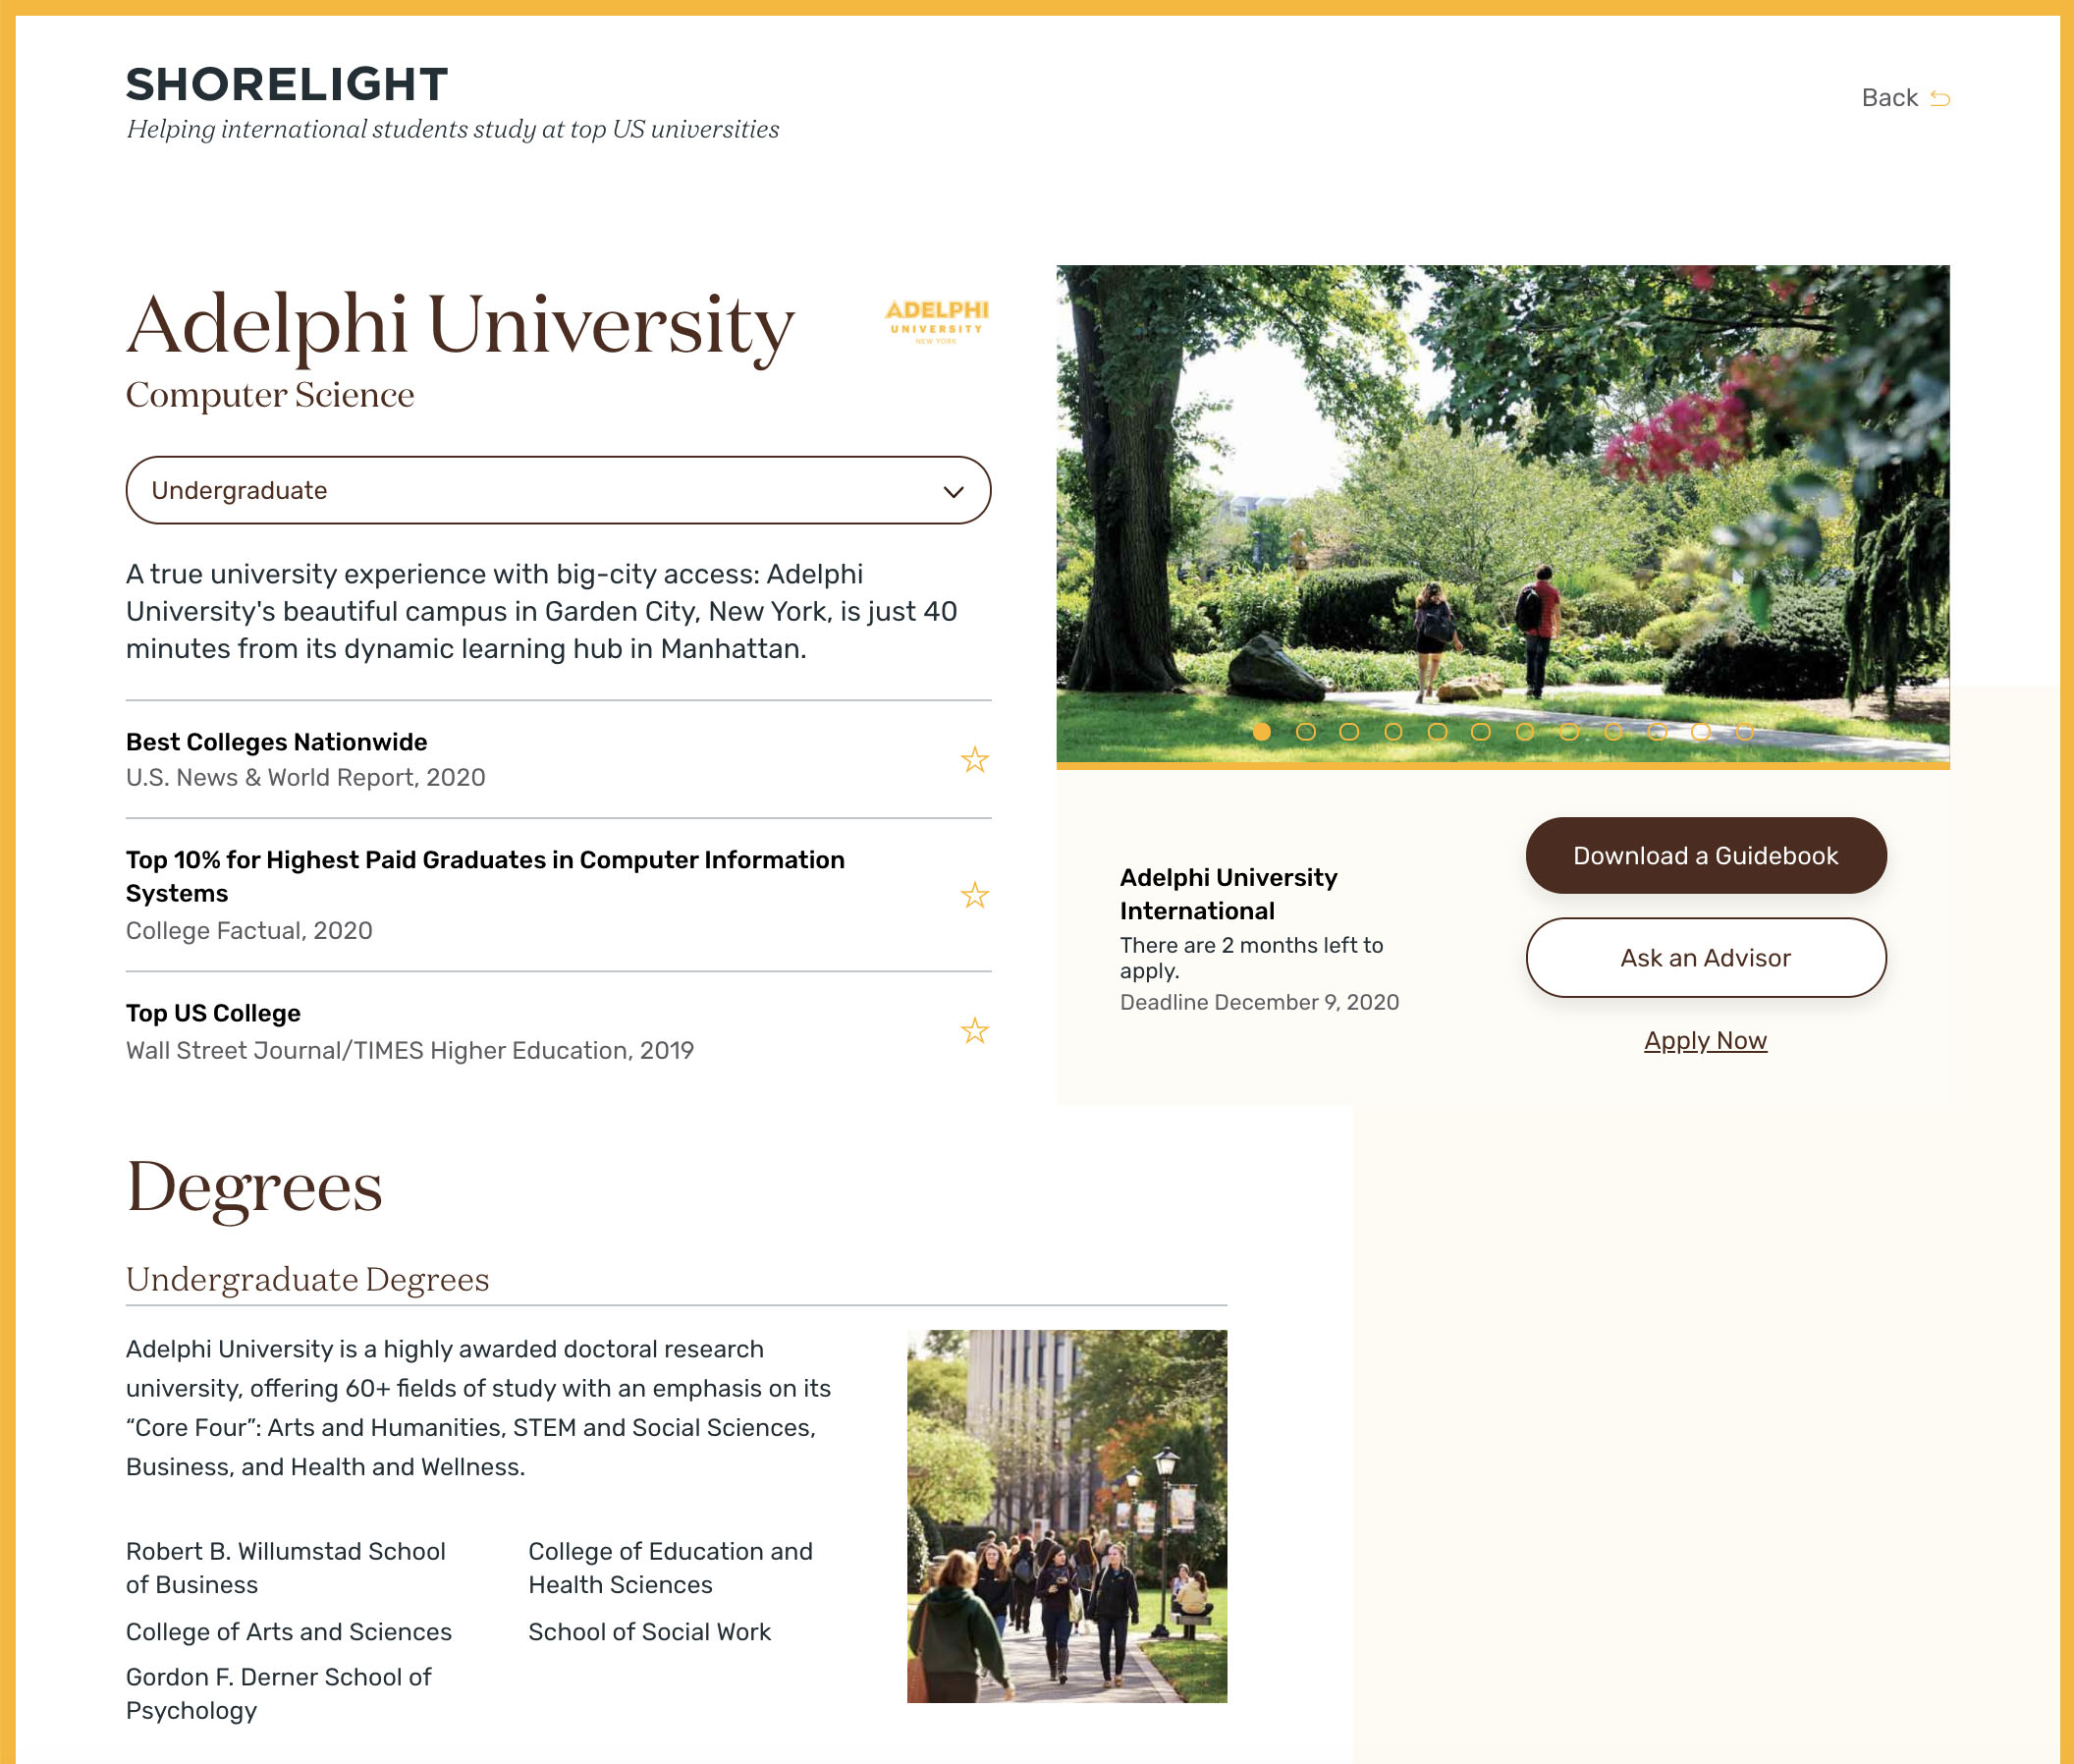 SHORELIGHT
Helping international students study at top US universities
Back
Adelphi University
ADELPHI
UNIVERSITY
NEW YORK
Computer Science
Undergraduate
A true university experience with big-city access: Adelphi
University's beautiful campus in Garden City, New York, is just 40
minutes from its dynamic learning hub in Manhattan.
Best Colleges Nationwide
U.S. News & World Report, 2020
Top 10% for Highest Paid Graduates in Computer Information
Systems
College Factual, 2020
Top US College
Wall Street Journal/TIMES Higher Education, 2019
Adelphi University
International
There are 2 months left to
apply.
Deadline December 9, 2020
Download a Guidebook
Ask an Advisor
Apply Now
Degrees
Undergraduate Degrees
Adelphi University is a highly awarded doctoral research
university, offering 60+ fields of study with an emphasis on its
“Core Four”: Arts and Humanities, STEM and Social Sciences,
Business, and Health and Wellness.
Robert B. Willumstad School
of Business
College of Arts and Sciences
Gordon F. Derner School of
Psychology
College of Education and
Health Sciences
School of Social Work